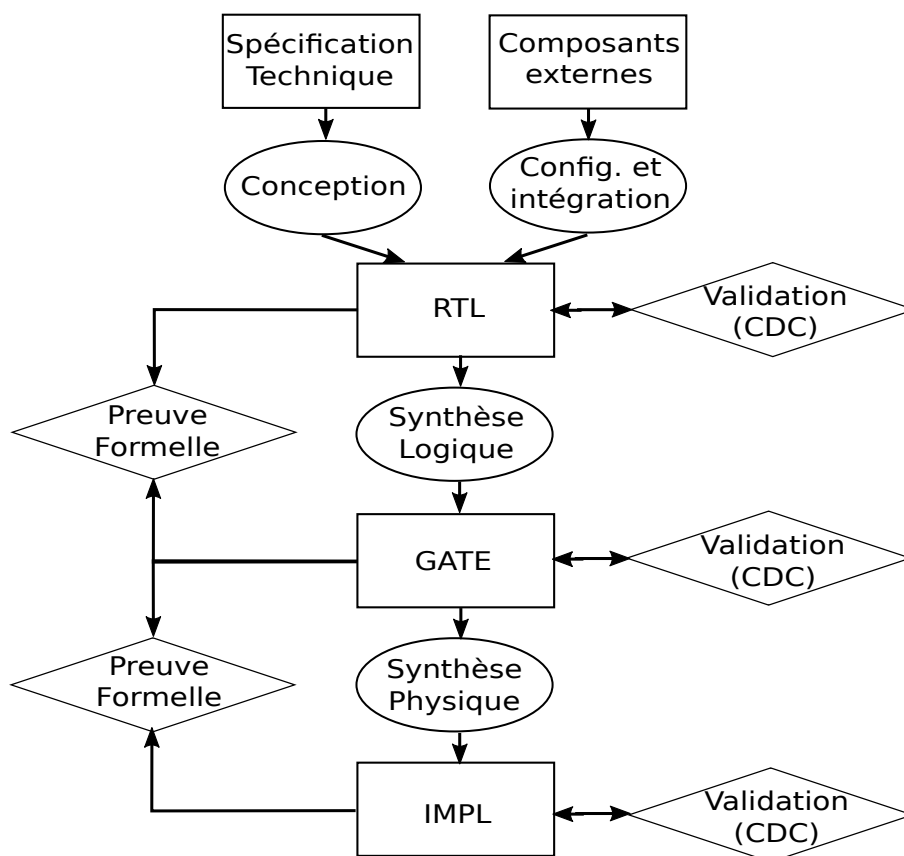 Spécification
Technique
Composants
externes
Conception
Config. et
intégration
RTL
Validation
(CDC)
Preuve
Formelle
Synthèse
Logique
GATE
Validation
(CDC)
Preuve
Formelle
Synthèse
Physique
IMPL
Validation
(CDC)